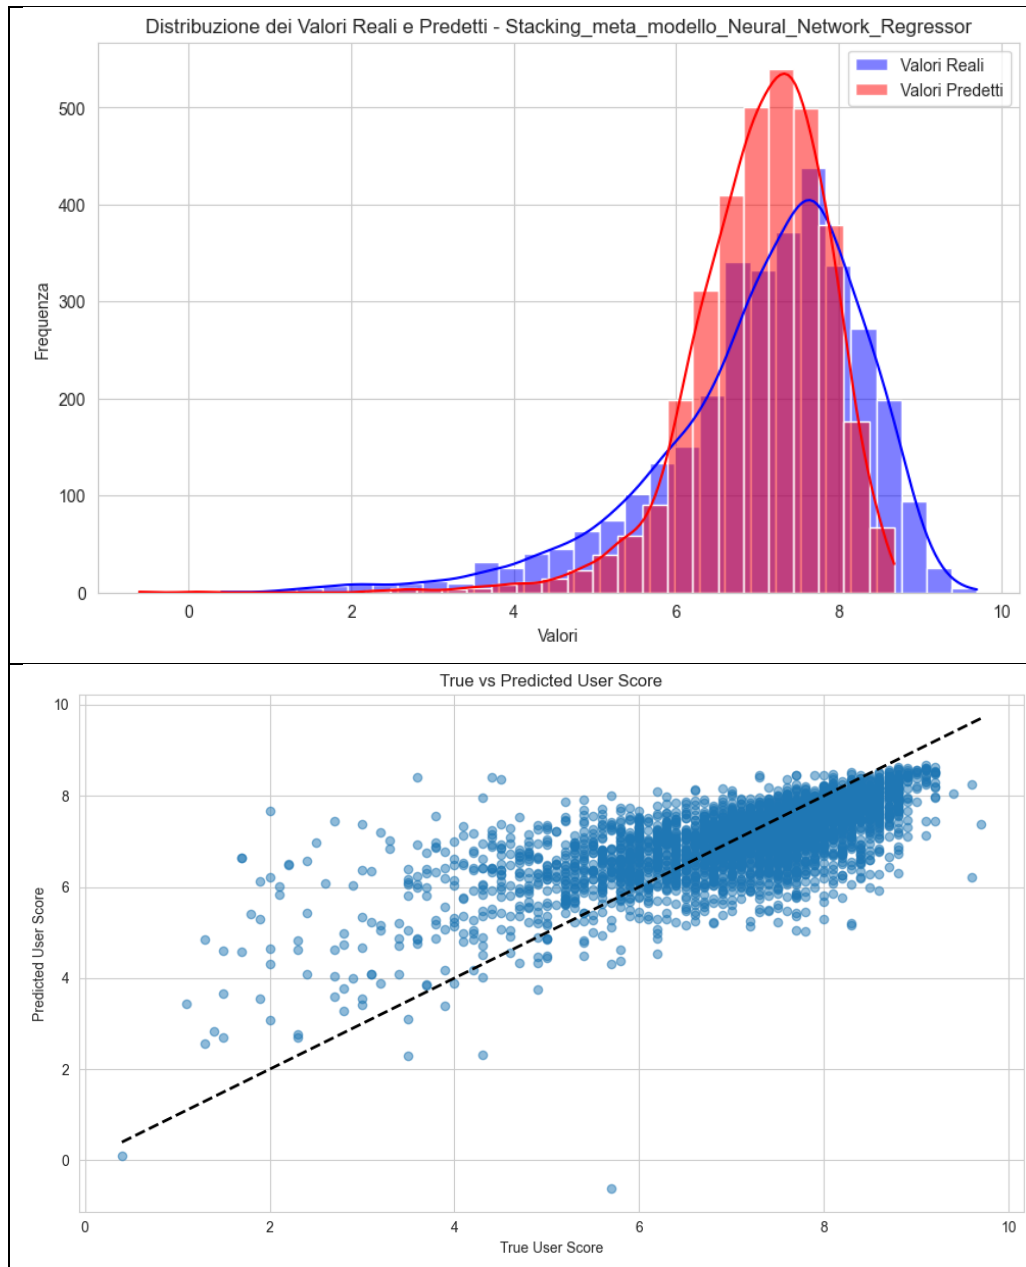 Distribuzione dei Valori Reali e Predetti - Stacking_meta_modello_Neural_Network_Regressor
Valori Reali
Valori Predetti
500
400
300
200
100
0
Frequenza
0 2 4 6 8 10
Valori
True vs Predicted User Score
10
8
6
4
2
0
Predicted User Score
0 2 4 6 8 10
True User Score